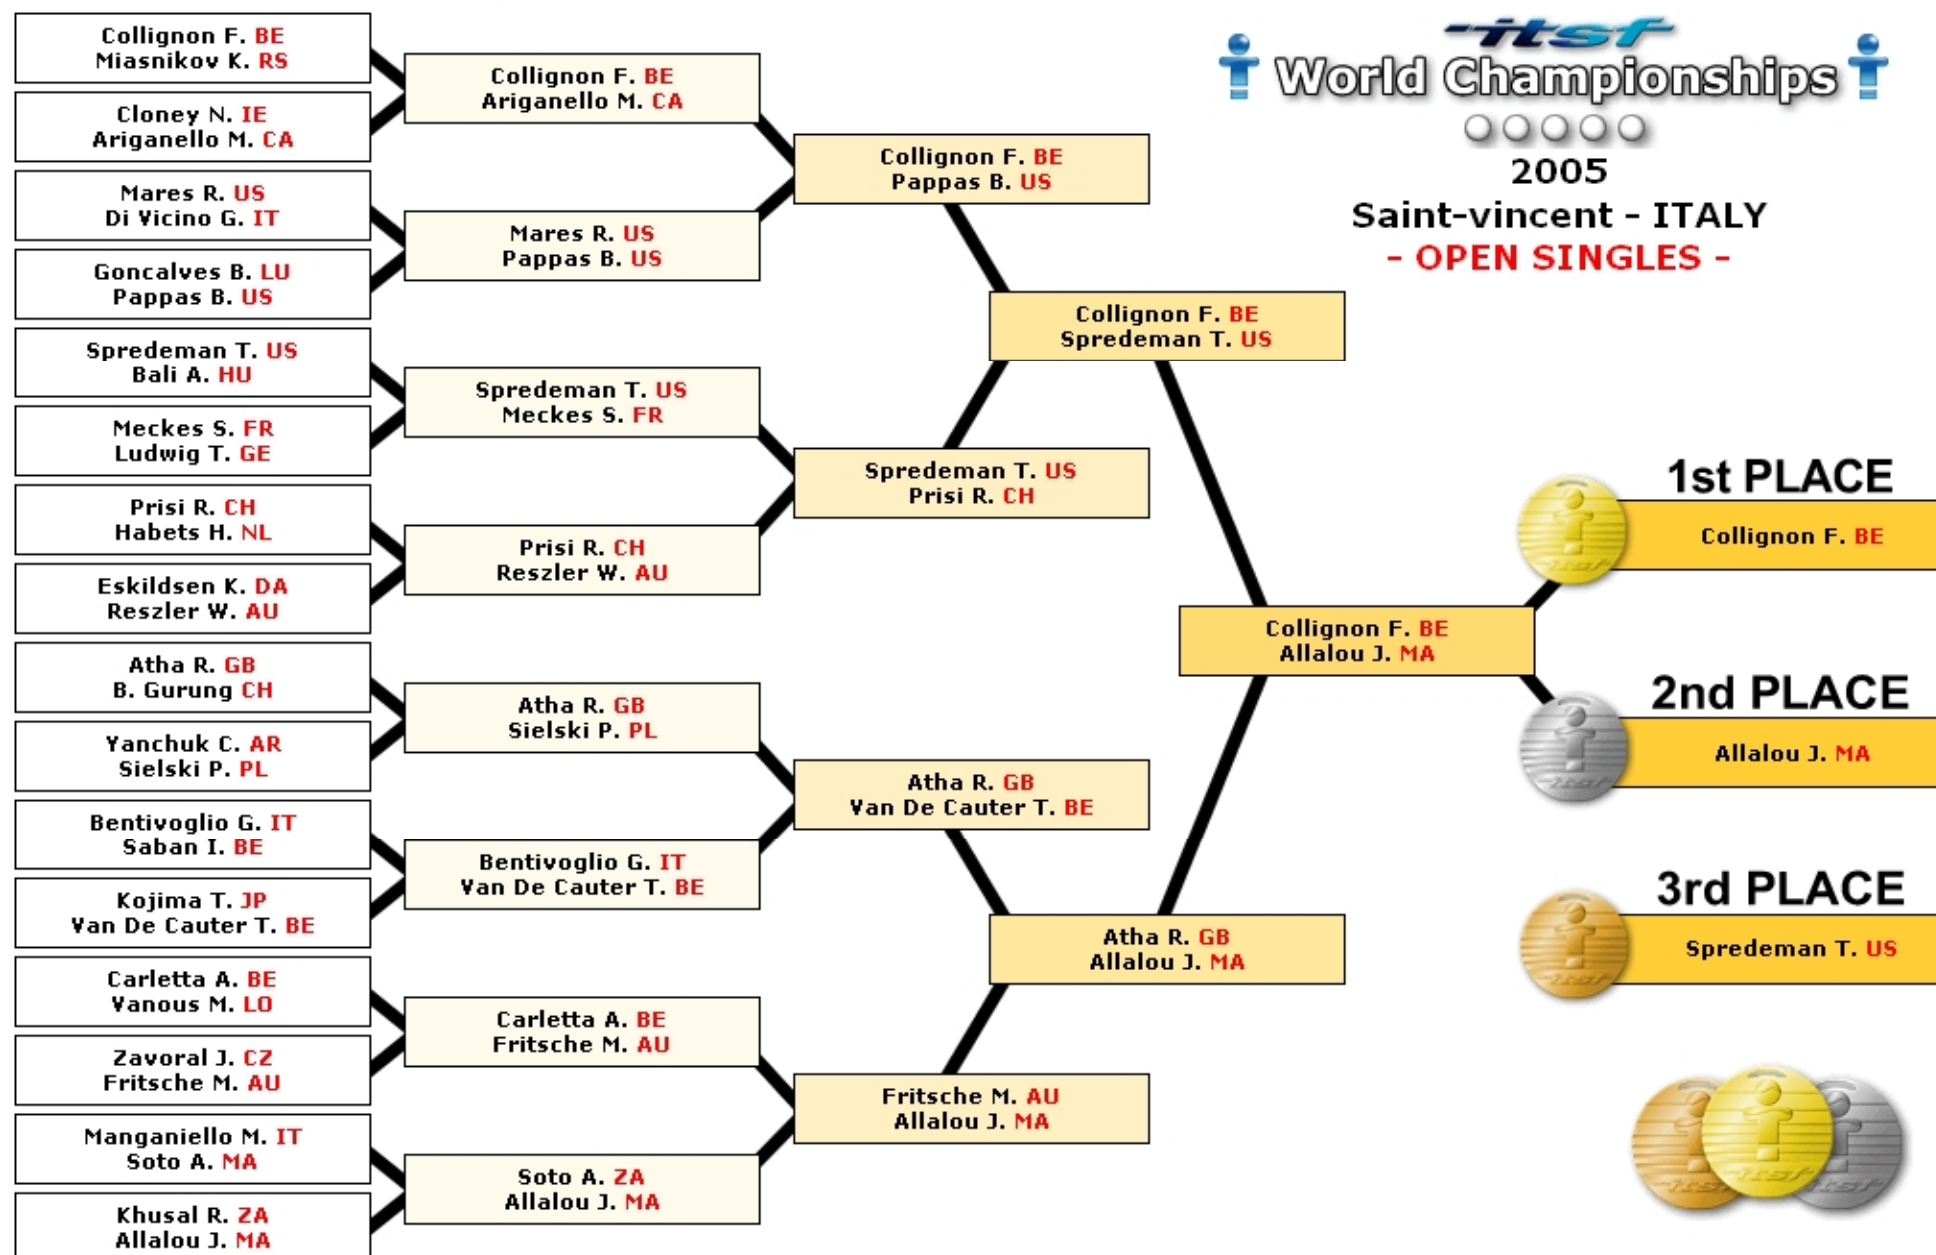 Collignon F. BE
Miasnikov K. RS
Cloney N. IE
Ariganello M. CA
Mares R. US
Di Vicino G. IT
Goncalves B. LU
Pappas B. US
Spredeman T. US
Bali A. HU
Meckes S. FR
Ludwig T. GE
Prisi R. CH
Habets H. NL
Eskildsen K. DA
Reszler W. AU
Atha R. GB
B. Gurung CH
Yanchuk C. AR
Sielski P. PL
Bentivoglio G. IT
Saban I. BE
Kojima T. JP
Van De Cauter T. BE
Carletta A. BE
Vanous M. LO
Zavoral J. CZ
Fritsche M. AU
Manganiello M. IT
Soto A. MA
Khusal R. ZA
Allalou J. MA
Collignon F. BE
Ariganello M. CA
Mares R. US
Pappas B. US
Spredeman T. US
Meckes S. FR
Prisi R. CH
Reszler W. AU
Atha R. GB
Sielski P. PL
Bentivoglio G. IT
Van De Cauter T. BE
Carletta A. BE
Fritsche M. AU
Soto A. ZA
Allalou J. MA
Collignon F. BE
Pappas B. US
Spredeman T. US
Prisi R. CH
Atha R. GB
Van De Cauter T. BE
Fritsche M. AU
Allalou J. MA
Collignon F. BE
Spredeman T. US
Atha R. GB
Allalou J. MA
Collignon F. BE
Allalou J. MA
itsf
World Championships
2005
Saint-vincent - ITALY
- OPEN SINGLES -
1st PLACE
Collignon F. BE
2nd PLACE
Allalou J. MA
3rd PLACE
Spredeman T. US